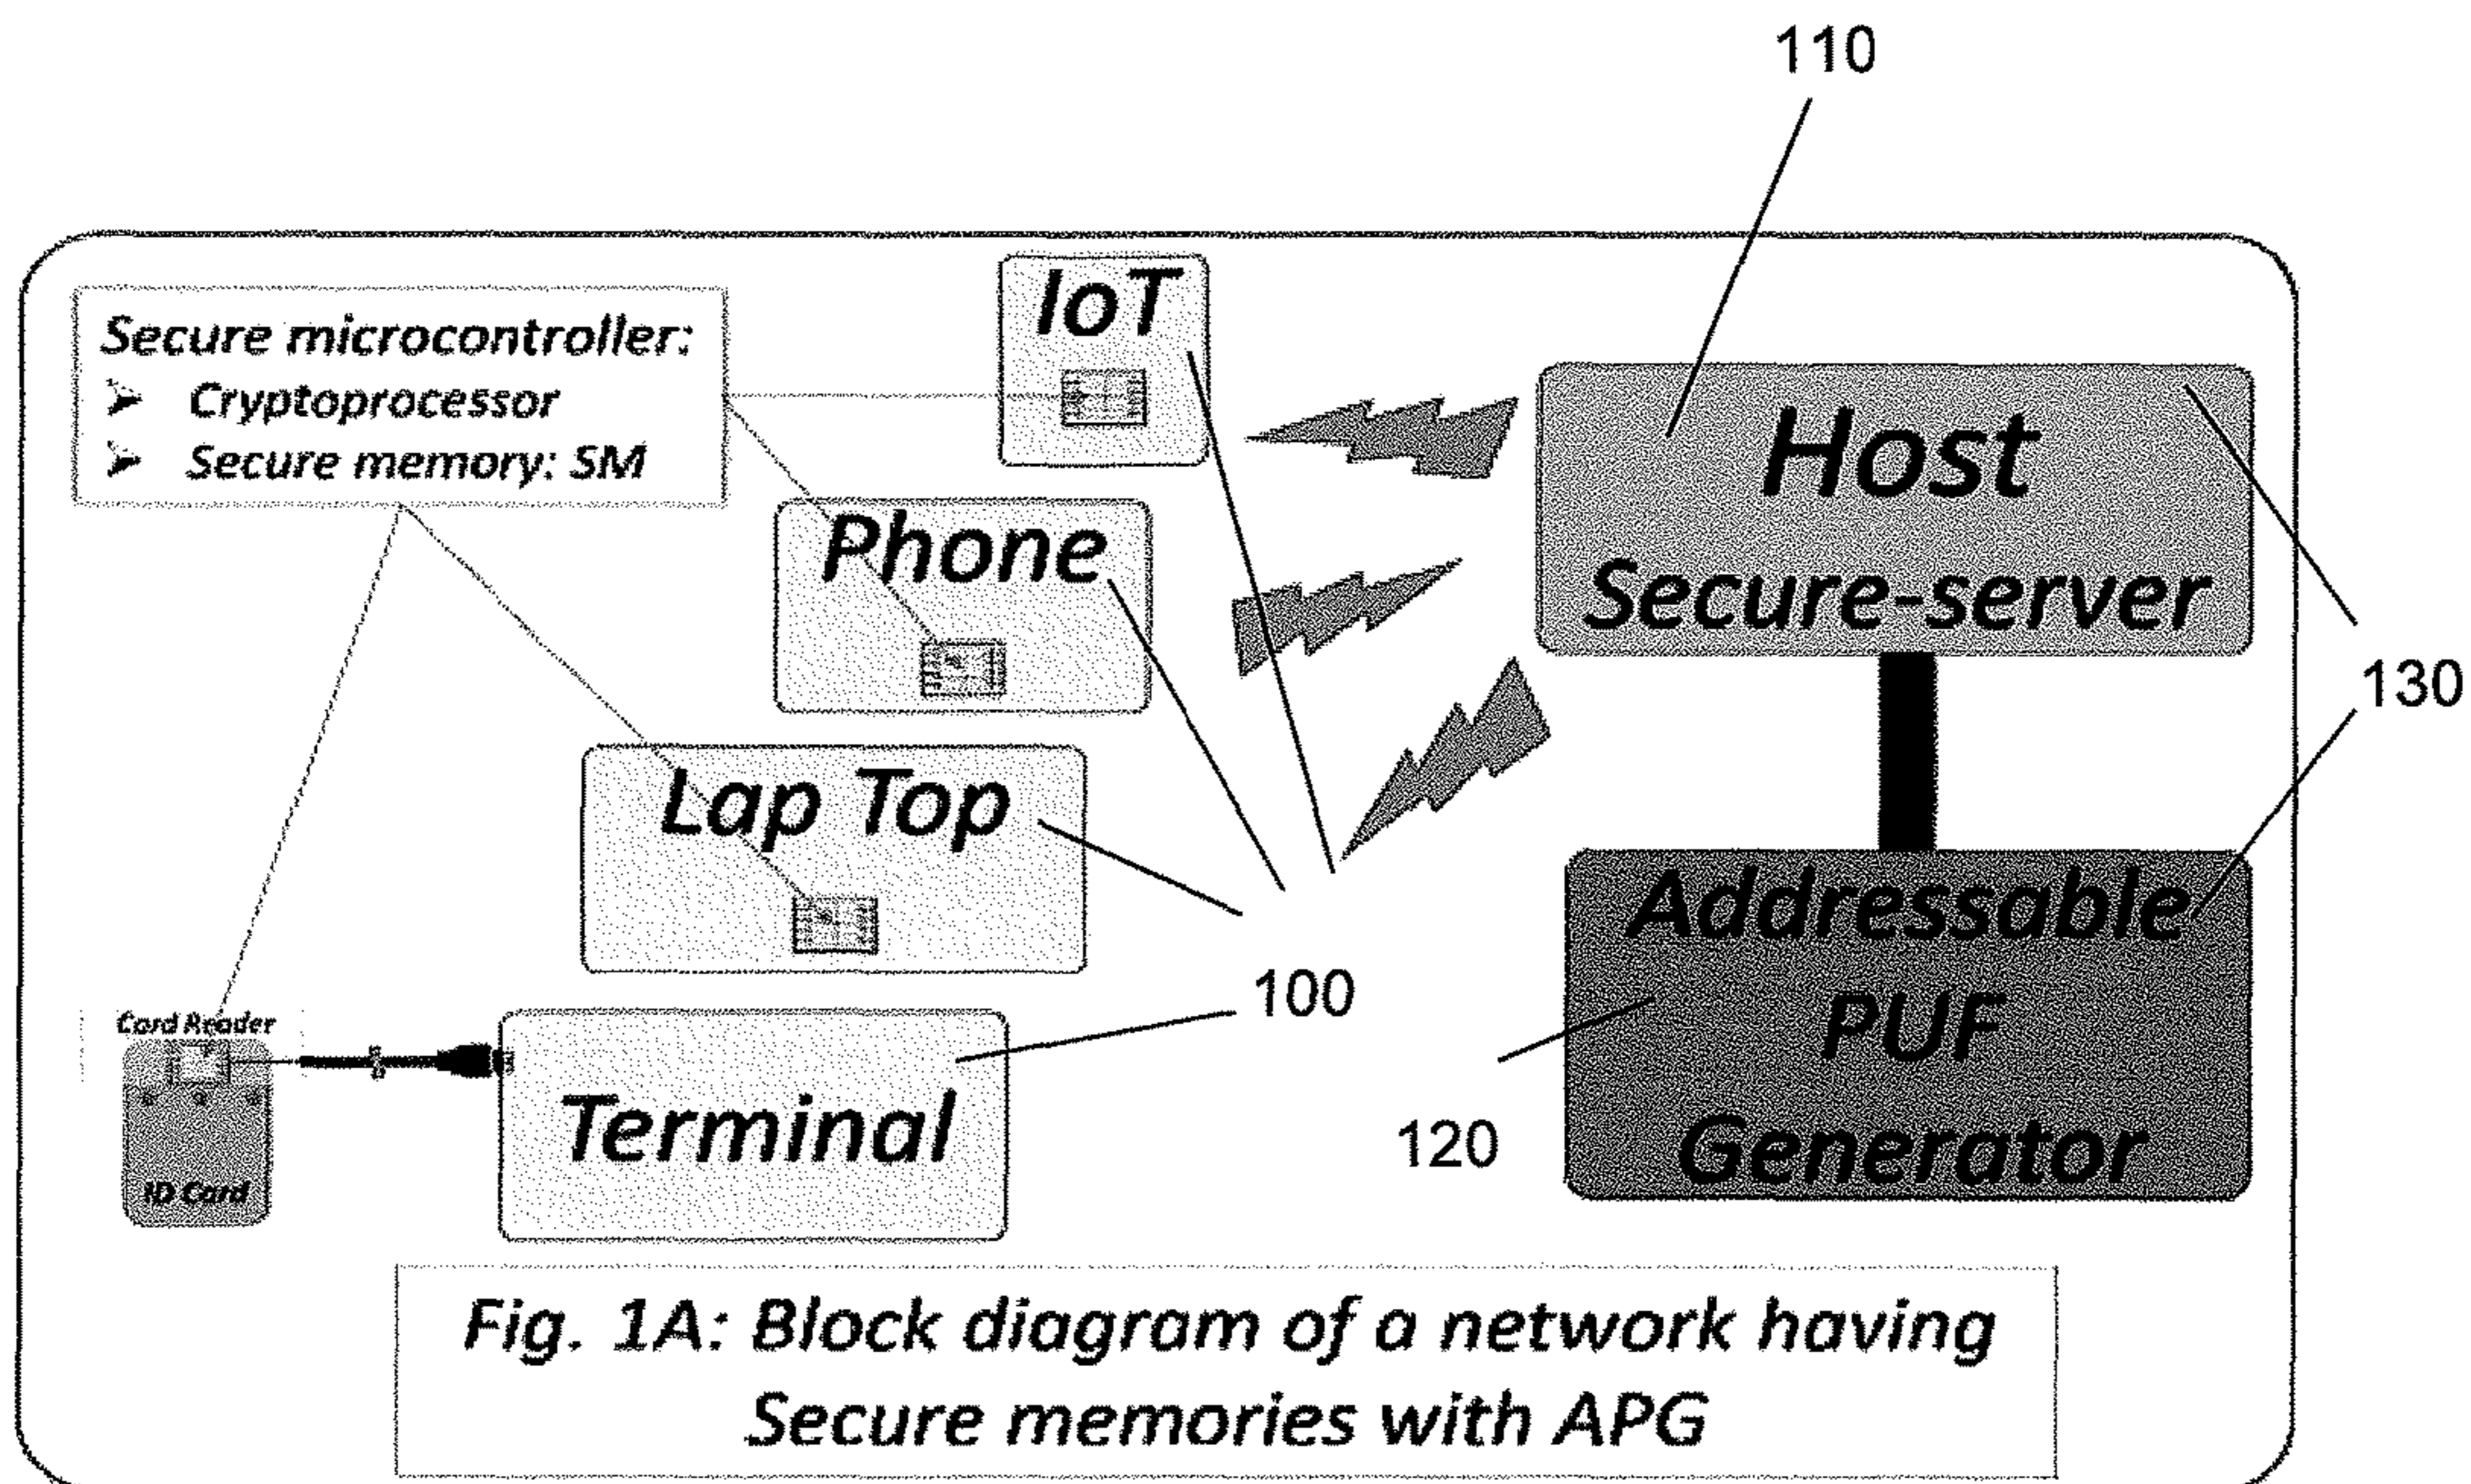 110
Secure microcontroller:
➤ Cryptoprocessor
➤ Secure memory: SM
IoT
Phone
Lap Top
Card Reader
ID Card
Terminal
100
Host
Secure-server
130
Addressable
PUF
Generator
120
Fig. 1A: Block diagram of a network having
Secure memories with APG